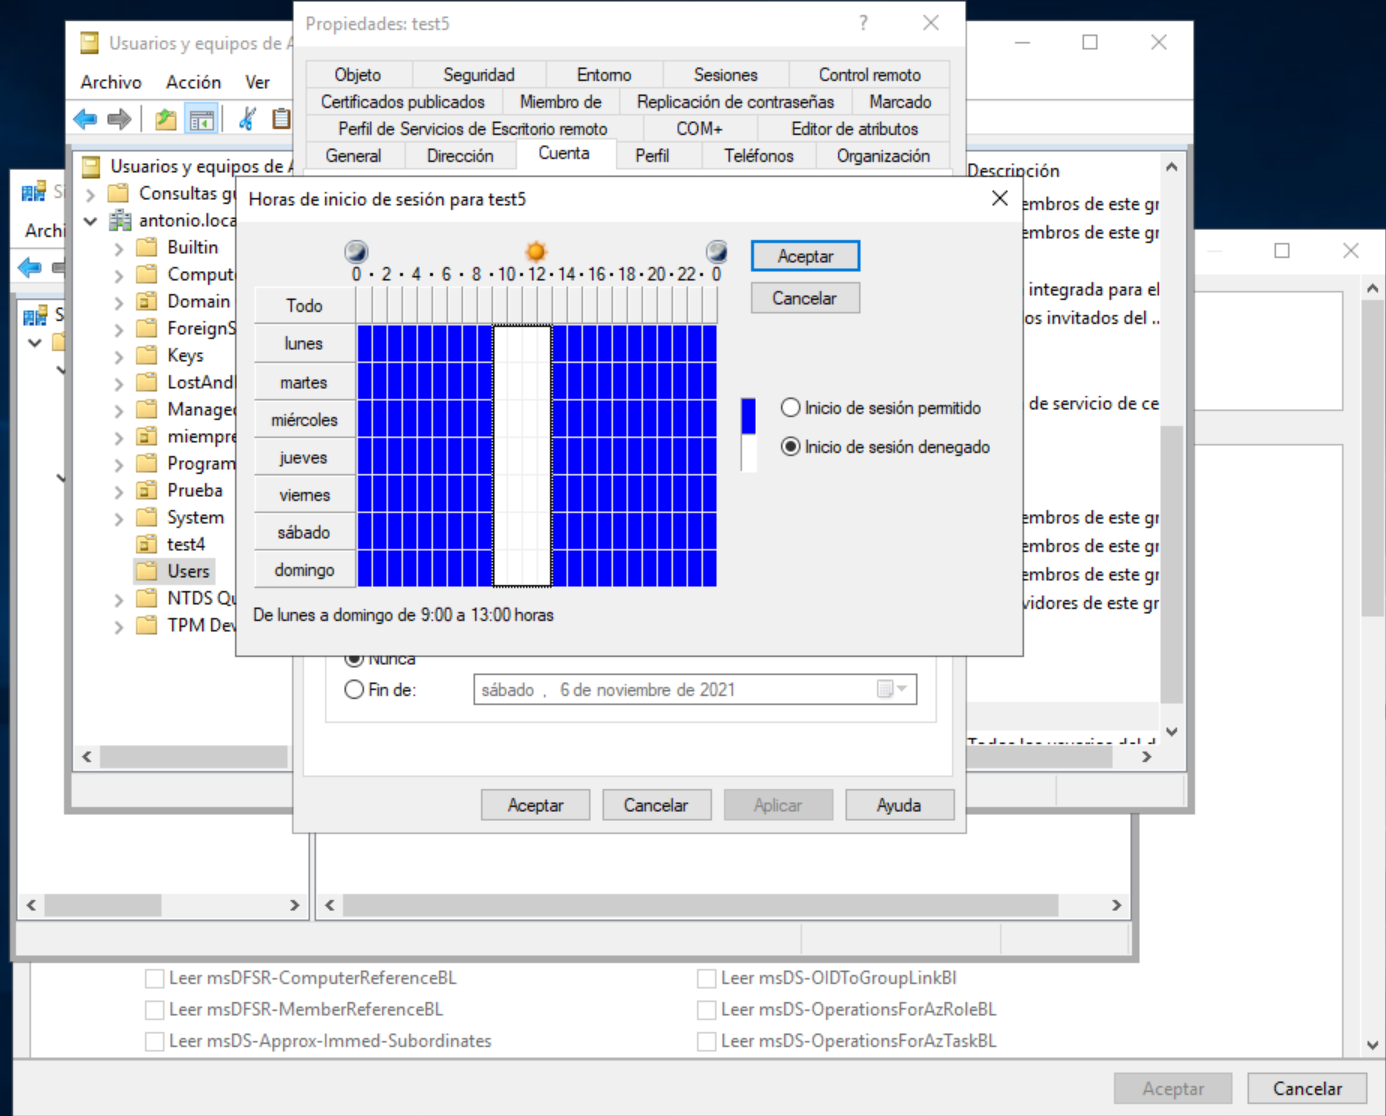 Propiedades: test5
?
Usuarios y equipos de
Archivo Acción Ver
Objeto Seguridad Entorno Sesiones Control remoto
Certificados publicados Miembro de Replicación de contraseñas Marcado
Perfil de Servicios de Escritorio remoto COM+ Editor de atributos
General Dirección Cuenta Perfil Teléfonos Organización
Usuarios y equipos de
Consultas
antonio.loca
Builtin
Comput
Domain
ForeignS
Keys
LostAnd
Managed
miempre
Program
Prueba
System
test4
Users
NTDS
TPM
Archi
Descripción
embros de este gr
embros de este gr
integrada para el
os invitados del ..
de servicio de ce
embros de este gr
embros de este gr
embros de este gr
vidores de este gr
Horas de inicio de sesión para test5
0 · 2 · 4 · 6 · 8 · 10 · 12 · 14 · 16 · 18 · 20 · 22 · 0
Todo
lunes
martes
miércoles
jueves
viernes
sábado
domingo
De lunes a domingo de 9:00 a 13:00 horas
Aceptar
Cancelar
Inicio de sesión permitido
Inicio de sesión denegado
Nunca
Fin de: sábado , 6 de noviembre de 2021
Aceptar Cancelar Aplicar Ayuda
Leer msDFSR-ComputerReferenceBL Leer msDS-OIDToGroupLinkBl
Leer msDFSR-MemberReferenceBL Leer msDS-OperationsForAzRoleBL
Leer msDS-Approx-Immed-Subordinates Leer msDS-OperationsForAzTaskBL
Aceptar Cancelar